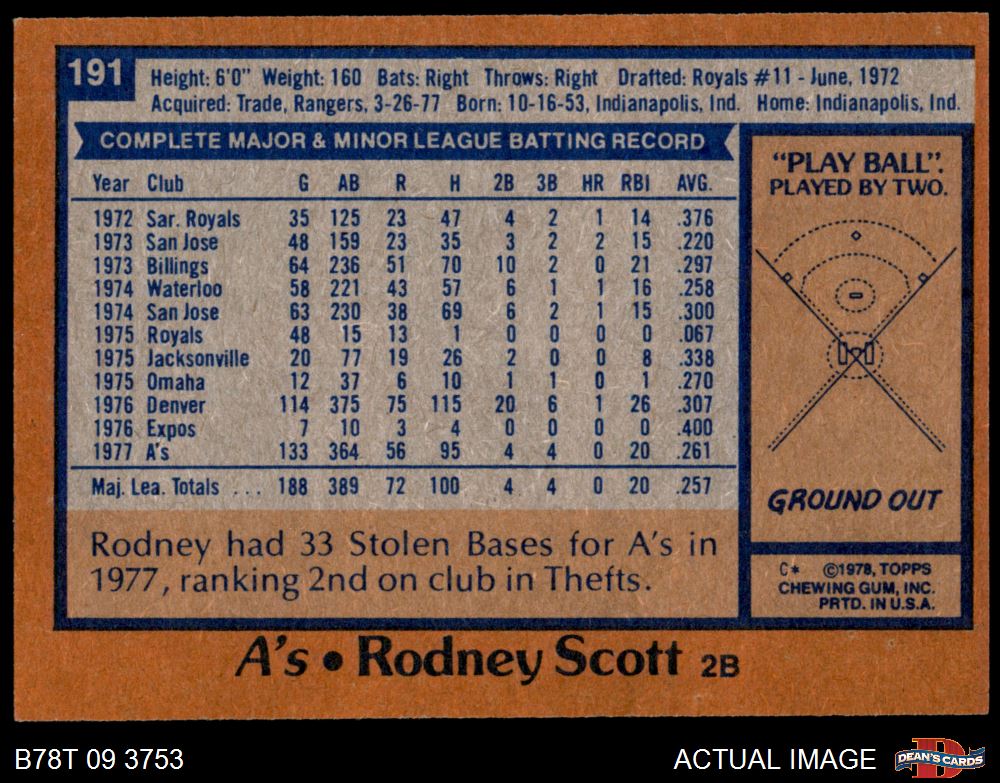 191
Height: 6'0" Weight: 160 Bats: Right Throws: Right Drafted: Royals #11 - June, 1972
Acquired: Trade, Rangers, 3-26-77 Born: 10-16-53, Indianapolis, Ind. Home: Indianapolis, Ind.
COMPLETE MAJOR & MINOR LEAGUE BATTING RECORD
Year Club G AB R H 2B 3B HR RBI AVG.
1972 Sar. Royals 35 125 23 47 4 2 1 14 .376
1973 San Jose 48 159 23 35 3 2 2 15 .220
1973 Billings 64 236 51 70 10 2 0 21 .297
1974 Waterloo 58 221 43 57 6 1 1 16 .258
1974 San Jose 63 230 38 69 6 2 1 15 .300
1975 Royals 48 15 13 1 0 0 0 0 .067
1975 Jacksonville 20 77 19 26 2 0 0 8 .338
1975 Omaha 12 37 6 10 1 1 0 1 .270
1976 Denver 114 375 75 115 20 6 1 26 .307
1976 Expos 7 10 3 4 0 0 0 0 .400
1977 A's 133 364 56 95 4 4 0 20 .261
Maj. Lea. Totals ... 188 389 72 100 4 4 0 20 .257
Rodney had 33 Stolen Bases for A's in
1977, ranking 2nd on club in Thefts.
"PLAY BALL".
PLAYED BY TWO.
GROUND OUT
C* ©1978, TOPPS
CHEWING GUM, INC.
PRTD. IN U.S.A.
A's • Rodney Scott 2B
B78T 09 3753
ACTUAL IMAGE
D
DEAN'S CARDS